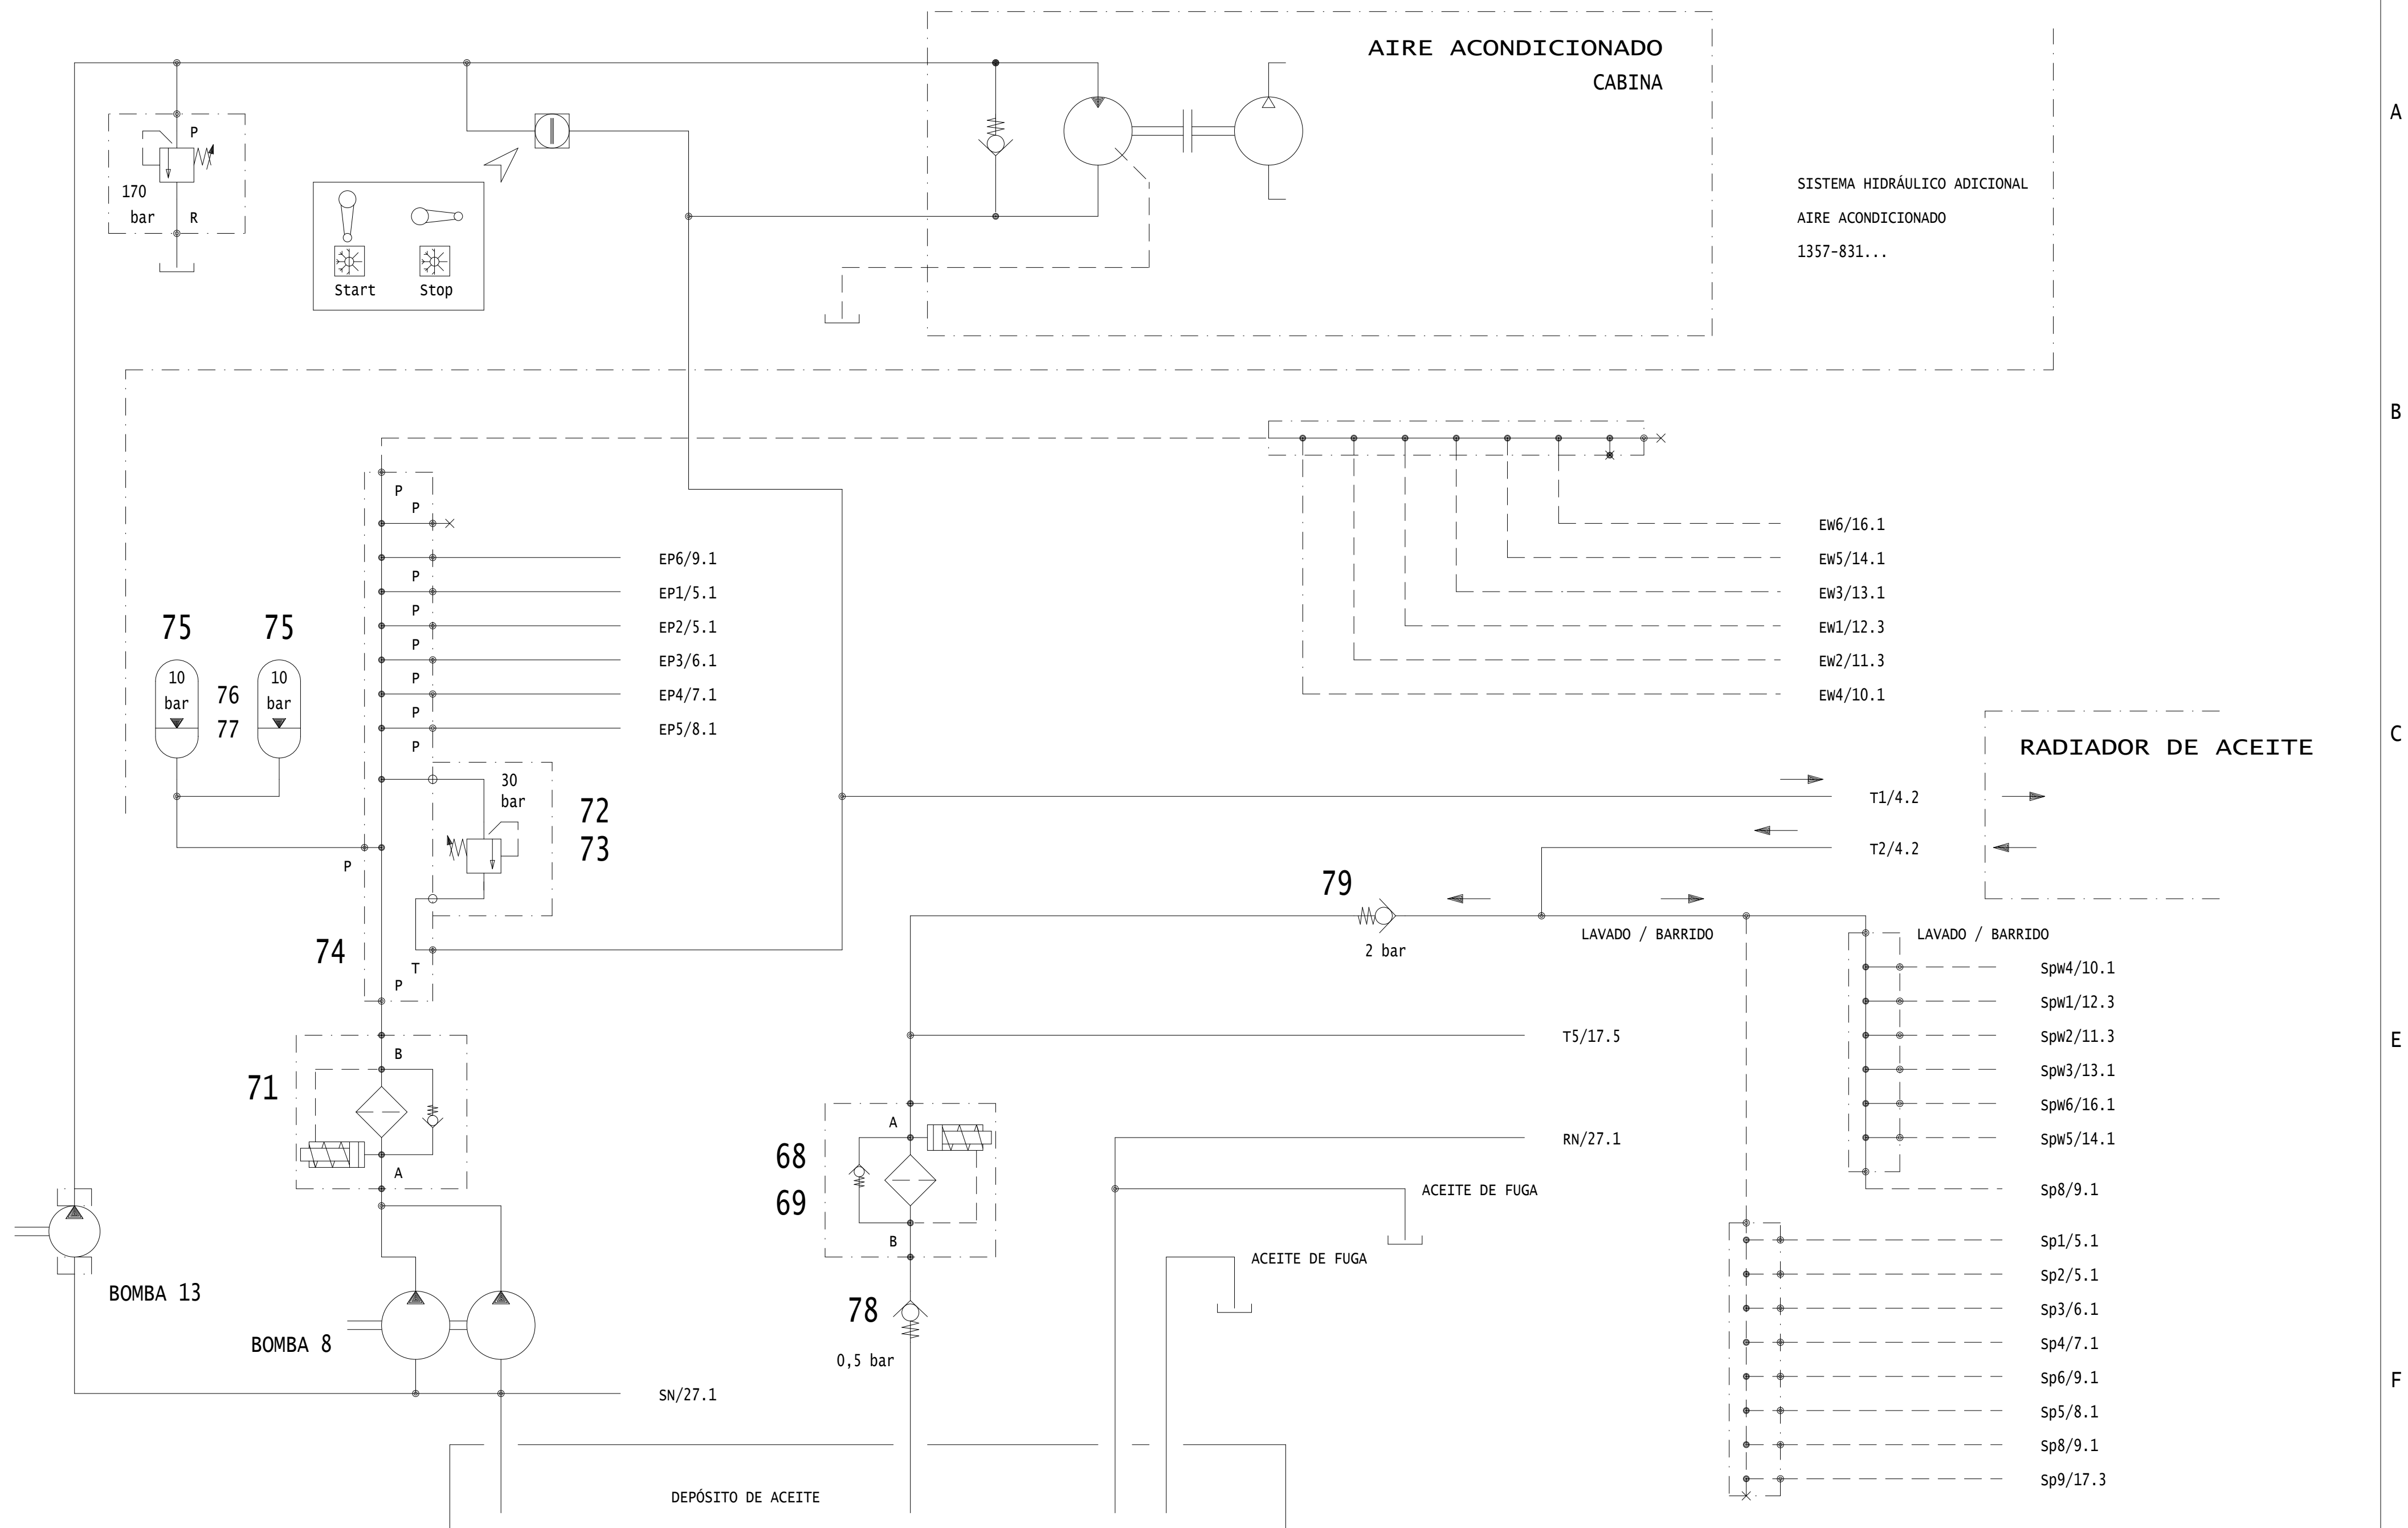 AIRE ACONDICIONADO
CABINA
A
P
170
bar
R
Start
Stop
SISTEMA HIDRÁULICO ADICIONAL
AIRE ACONDICIONADO
1357-831...
B
P
P
EW6/16.1
EP6/9.1
EW5/14.1
P
EP1/5.1
EW3/13.1
P
75
75
EP2/5.1
EW1/12.3
P
10
bar
10
bar
76
77
EP3/6.1
EW2/11.3
P
EP4/7.1
EW4/10.1
P
EP5/8.1
P
C
RADIADOR DE ACEITE
30
bar
72
73
T1/4.2
T2/4.2
P
79
2 bar
LAVADO / BARRIDO
LAVADO / BARRIDO
74
T
P
SpW4/10.1
SpW1/12.3
SpW2/11.3
SpW3/13.1
SpW6/16.1
SpW5/14.1
Sp8/9.1
E
T5/17.5
B
71
A
A
68
69
B
RN/27.1
ACEITE DE FUGA
ACEITE DE FUGA
Sp1/5.1
Sp2/5.1
Sp3/6.1
Sp4/7.1
Sp6/9.1
Sp5/8.1
Sp8/9.1
Sp9/17.3
BOMBA 13
BOMBA 8
78
0,5 bar
SN/27.1
F
DEPÓSITO DE ACEITE